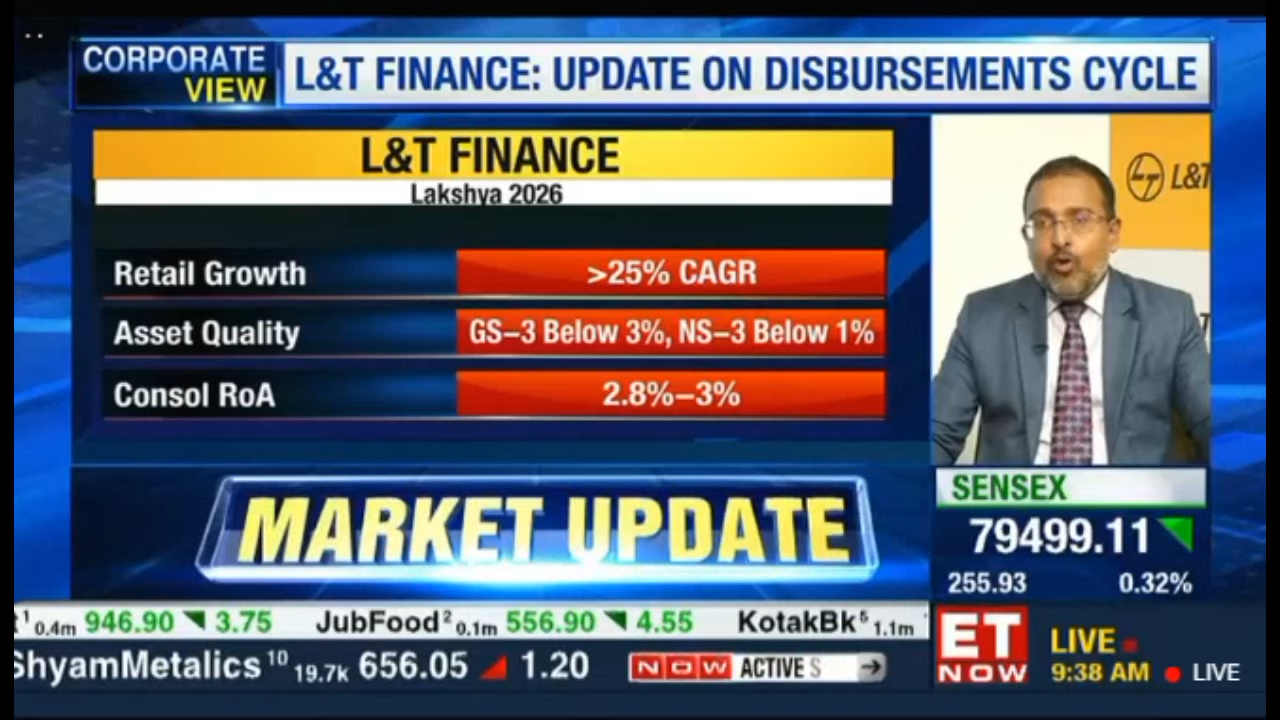 CORPORATE
VIEW
L&T FINANCE: UPDATE ON DISBURSEMENTS CYCLE
L&T FINANCE
Lakshya 2026
Retail Growth
>25% CAGR
Asset Quality
GS–3 Below 3%, NS–3 Below 1%
Consol RoA
2.8%–3%
L&T
MARKET UPDATE
SENSEX
79499.11
255.93 0.32%
1 0.4m 946.90 3.75 JubFood 2 0.1m 556.90 4.55 KotakBk 5 1.1m
ShyamMetalics 10 19.7k 656.05 1.20 NOW ACTIVE S
ET
NOW
LIVE
9:38 AM
LIVE